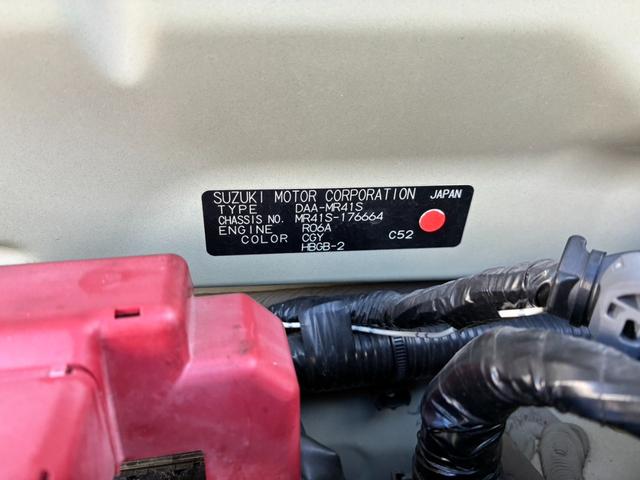 SUZUKI MOTOR CORPORATION JAPAN
TYPE DAA-MR41S
CHASSIS NO. MR41S-176664
ENGINE R06A
COLOR CGY C52
HBGB-2